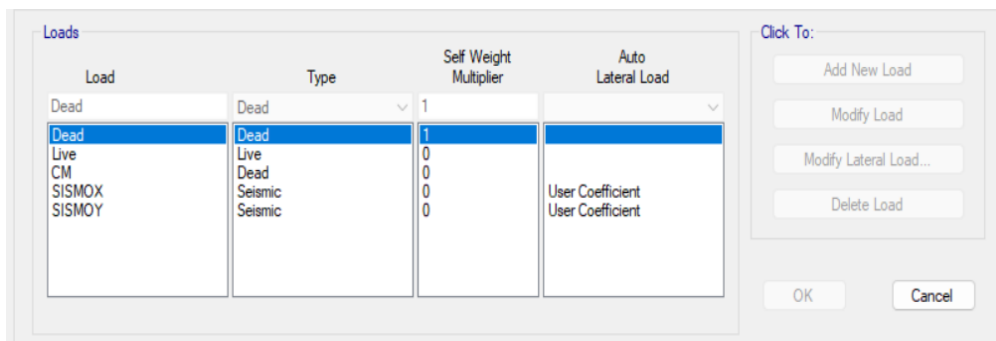 Loads
Click To:
Load Type Self Weight Multiplier Auto Lateral Load
Dead Dead 1
Dead Dead 1
Live Live 0
CM Dead 0
SISMOX Seismic 0 User Coefficient
SISMOY Seismic 0 User Coefficient
Add New Load
Modify Load
Modify Lateral Load...
Delete Load
OK Cancel